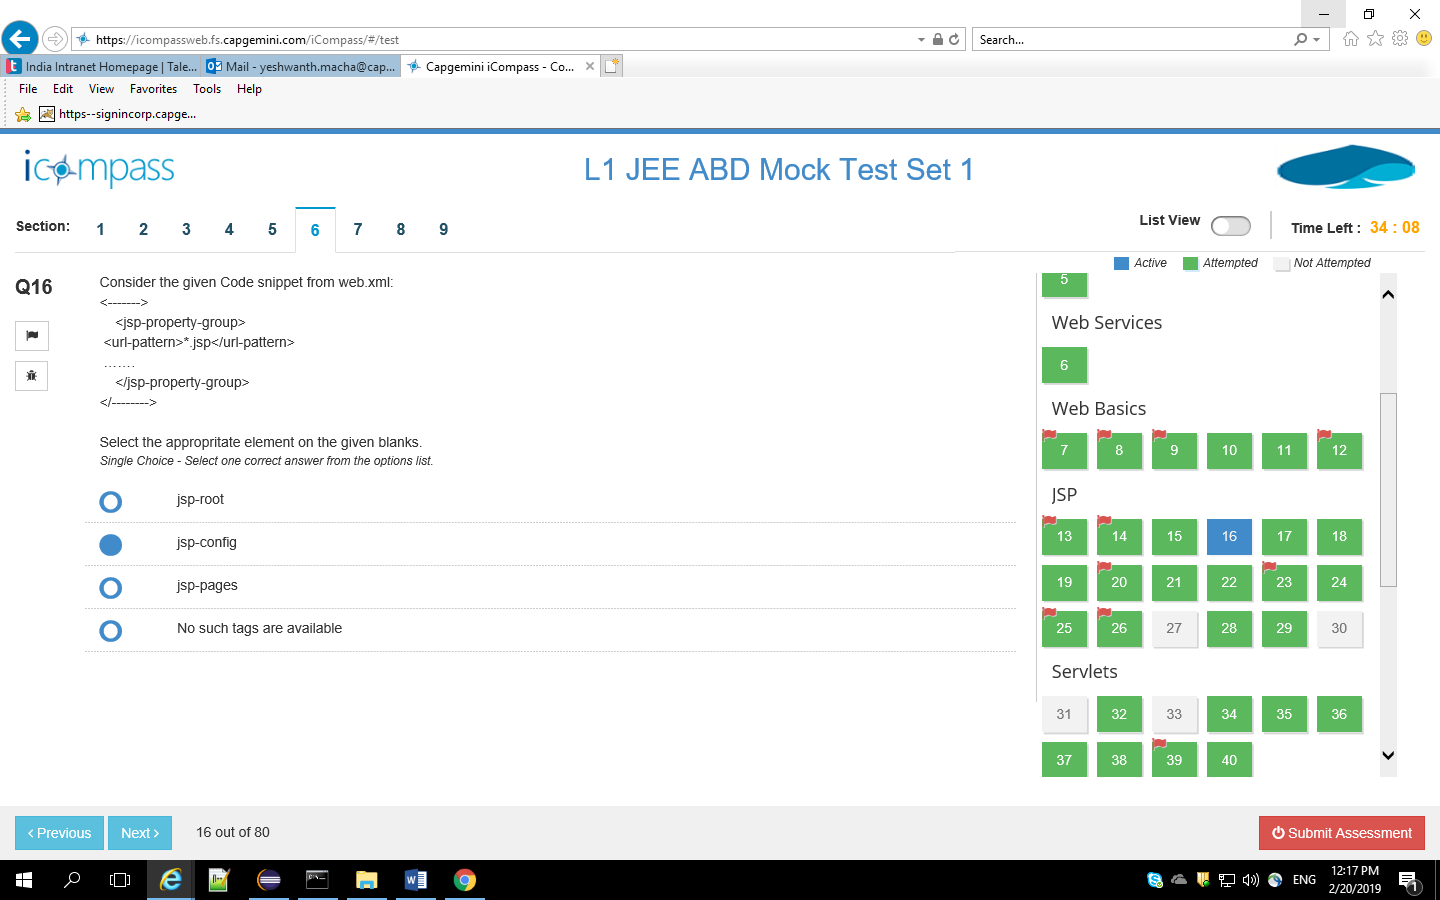 https://icompassweb.fs.capgemini.com/iCompass/#/test
Search...
India Intranet Homepage | Tale...
Mail - yeshwanth.macha@cap...
Capgemini iCompass - Co...
File Edit View Favorites Tools Help
https--signincorp.capge...
icompass
L1 JEE ABD Mock Test Set 1
Section: 1 2 3 4 5 6 7 8 9
List View
Time Left : 34 : 08
Active Attempted Not Attempted
Q16
Consider the given Code snippet from web.xml:
<------->
<jsp-property-group>
<url-pattern>*.jsp</url-pattern>
.......
</jsp-property-group>
</-------->
Select the appropritate element on the given blanks.
Single Choice - Select one correct answer from the options list.
jsp-root
jsp-config
jsp-pages
No such tags are available
5
Web Services
6
Web Basics
7 8 9 10 11 12
JSP
13 14 15 16 17 18
19 20 21 22 23 24
25 26 27 28 29 30
Servlets
31 32 33 34 35 36
37 38 39 40
< Previous
Next >
16 out of 80
Submit Assessment
ENG
12:17 PM
2/20/2019
1